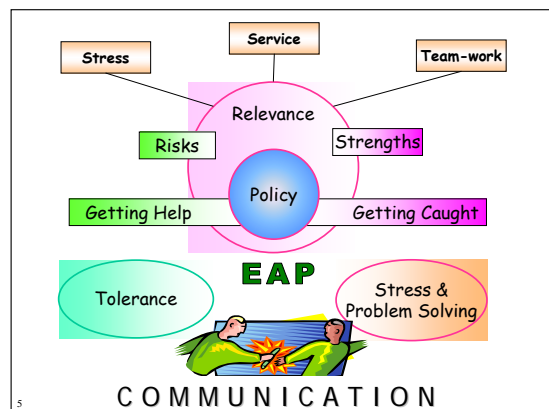 Service
Stress
Team-work
Relevance
Risks
Strengths
Policy
Getting Help
Getting Caught
EAP
Tolerance
Stress &
Problem Solving
5
COMMUNICATION